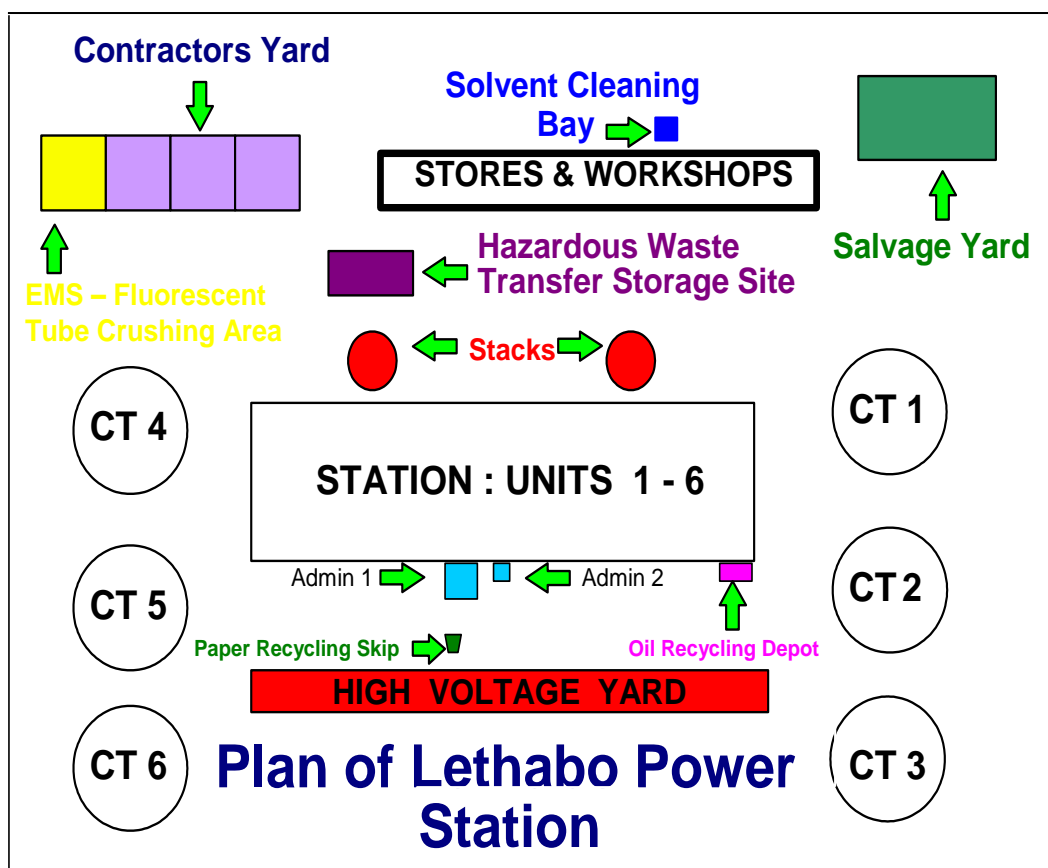 Contractors Yard
Solvent Cleaning
Bay
STORES & WORKSHOPS
Salvage Yard
Hazardous Waste
Transfer Storage Site
EMS – Fluorescent
Tube Crushing Area
Stacks
CT 4
CT 1
STATION : UNITS 1 - 6
Admin 1
Admin 2
CT 5
CT 2
Paper Recycling Skip
Oil Recycling Depot
HIGH VOLTAGE YARD
CT 6
CT 3
Plan of Lethabo Power
Station